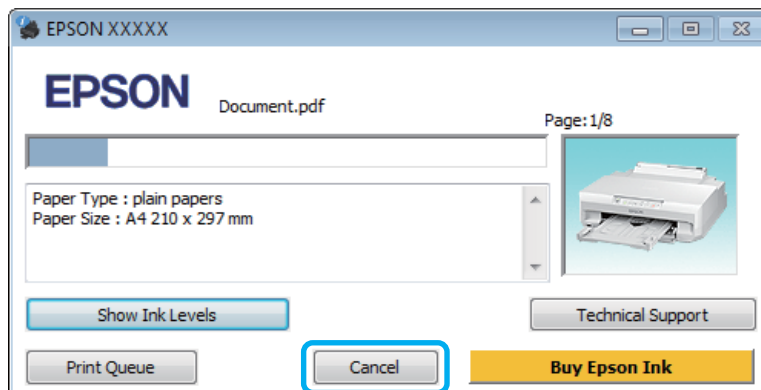 EPSON XXXXX
EPSON
Document.pdf
Page:1/8
Paper Type : plain papers
Paper Size : A4 210 x 297 mm
Show Ink Levels
Technical Support
Print Queue
Cancel
Buy Epson Ink